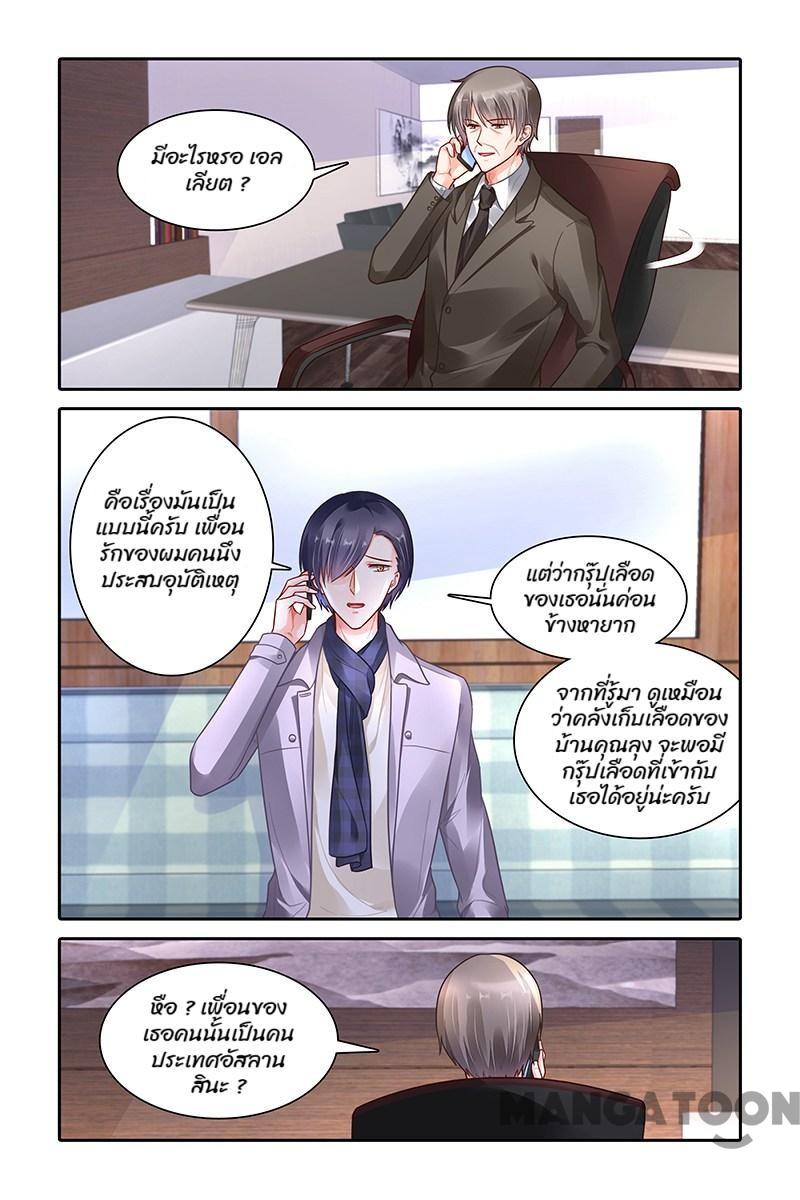 มีอะไรหรอ เอล
เลียต ?
คือเรื่องมันเป็น
แบบนี้ครับ เพื่อน
รักของผมคนนึง
ประสบอุบัติเหตุ
แต่ว่ากรุ๊ปเลือด
ของเธอนั้นค่อน
ข้างหายาก
จากที่รู้มา ดูเหมือน
ว่าคลังเก็บเลือดของ
บ้านคุณลุง จะพอมี
กรุ๊ปเลือดที่เข้ากับ
เธอได้อยู่น่ะครับ
หือ ? เพื่อนของ
เธอคนนั้นเป็นคน
ประเทศอัสลาน
สินะ ?
MANGATOON